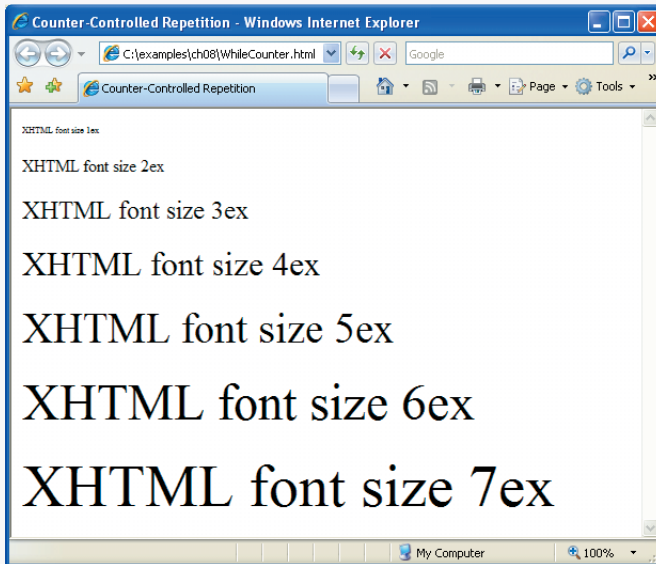 Counter-Controlled Repetition - Windows Internet Explorer
C:\examples\ch08\WhileCounter.html
Google
Counter-Controlled Repetition
Page
Tools
»
XHTML font size 1ex
XHTML font size 2ex
XHTML font size 3ex
XHTML font size 4ex
XHTML font size 5ex
XHTML font size 6ex
XHTML font size 7ex
My Computer
100%